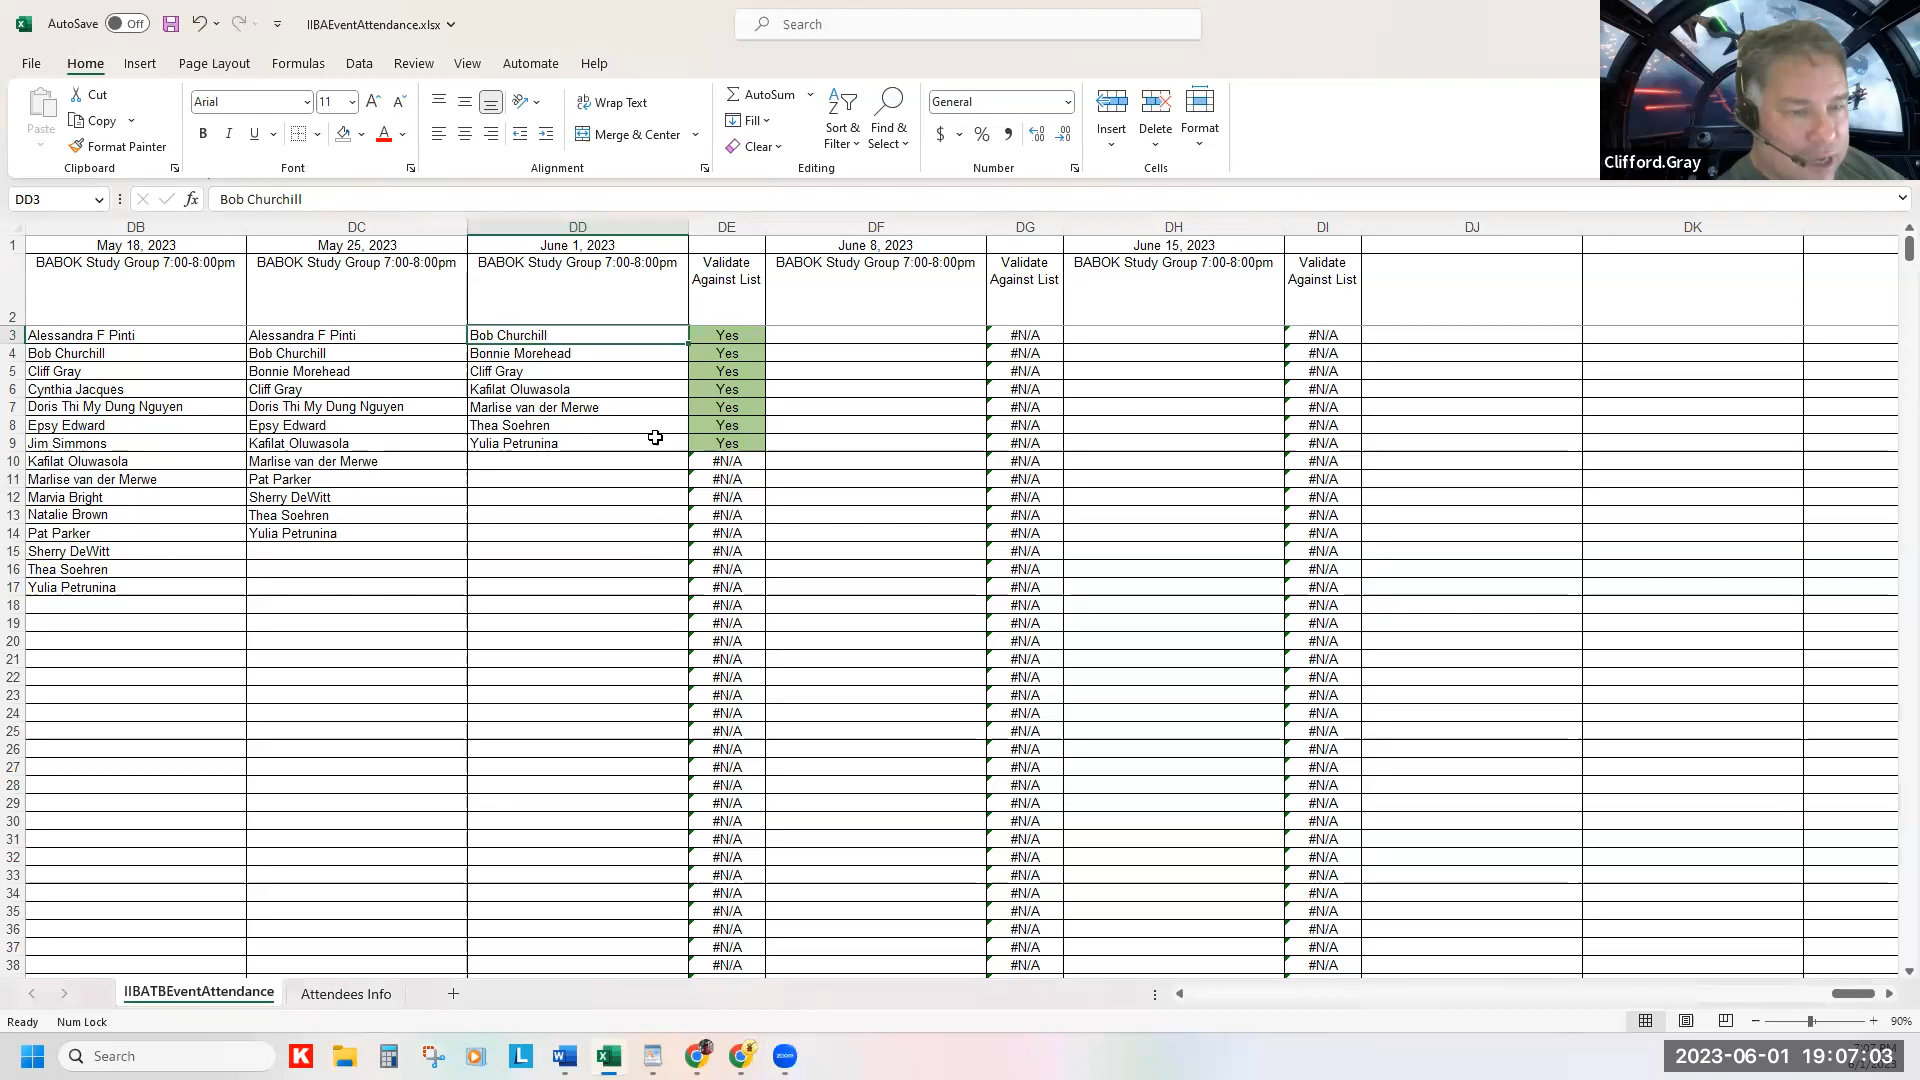 AutoSave Off IIBAEventAttendance.xlsx Search
File Home Insert Page Layout Formulas Data Review View Automate Help
Paste Cut Copy Format Painter Clipboard
Arial 11 B I U A Font
Wrap Text Merge & Center Alignment
AutoSum Fill Clear Sort & Filter Find & Select Editing
General $ % Number
Insert Delete Format Cells
Clifford.Gray
DD3 fx Bob Churchill
DB DC DD DE DF DG DH DI DJ DK
1 May 18, 2023 May 25, 2023 June 1, 2023 June 8, 2023 June 15, 2023
2 BABOK Study Group 7:00-8:00pm BABOK Study Group 7:00-8:00pm BABOK Study Group 7:00-8:00pm Validate Against List BABOK Study Group 7:00-8:00pm Validate Against List BABOK Study Group 7:00-8:00pm Validate Against List
3 Alessandra F Pinti Alessandra F Pinti Bob Churchill Yes #N/A #N/A
4 Bob Churchill Bob Churchill Bonnie Morehead Yes #N/A #N/A
5 Cliff Gray Bonnie Morehead Cliff Gray Yes #N/A #N/A
6 Cynthia Jacques Cliff Gray Kafilat Oluwasola Yes #N/A #N/A
7 Doris Thi My Dung Nguyen Doris Thi My Dung Nguyen Marlise van der Merwe Yes #N/A #N/A
8 Epsy Edward Epsy Edward Thea Soehren Yes #N/A #N/A
9 Jim Simmons Kafilat Oluwasola Yulia Petrunina Yes #N/A #N/A
10 Kafilat Oluwasola Marlise van der Merwe #N/A #N/A #N/A
11 Marlise van der Merwe Pat Parker #N/A #N/A #N/A
12 Marvia Bright Sherry DeWitt #N/A #N/A #N/A
13 Natalie Brown Thea Soehren #N/A #N/A #N/A
14 Pat Parker Yulia Petrunina #N/A #N/A #N/A
15 Sherry DeWitt #N/A #N/A #N/A
16 Thea Soehren #N/A #N/A #N/A
17 Yulia Petrunina #N/A #N/A #N/A
18 #N/A #N/A #N/A
19 #N/A #N/A #N/A
20 #N/A #N/A #N/A
21 #N/A #N/A #N/A
22 #N/A #N/A #N/A
23 #N/A #N/A #N/A
24 #N/A #N/A #N/A
25 #N/A #N/A #N/A
26 #N/A #N/A #N/A
27 #N/A #N/A #N/A
28 #N/A #N/A #N/A
29 #N/A #N/A #N/A
30 #N/A #N/A #N/A
31 #N/A #N/A #N/A
32 #N/A #N/A #N/A
33 #N/A #N/A #N/A
34 #N/A #N/A #N/A
35 #N/A #N/A #N/A
36 #N/A #N/A #N/A
37 #N/A #N/A #N/A
38 #N/A #N/A #N/A
IIBATBEventAttendance Attendees Info
Ready Num Lock 90%
Search K L zoom
2023-06-01 19:07:03